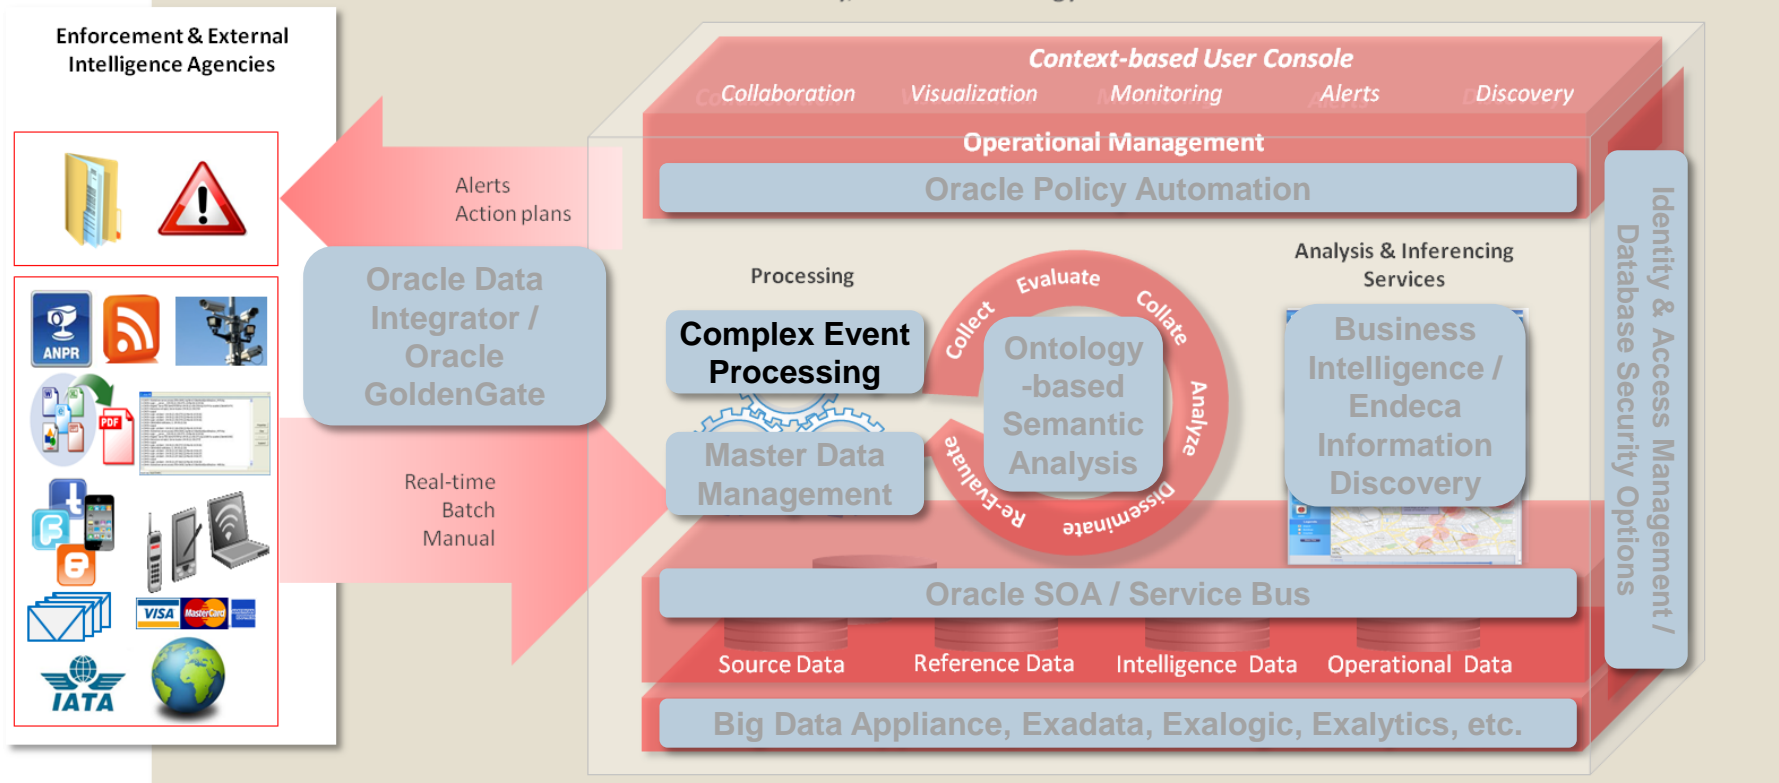 Enforcement & External
Intelligence Agencies
ANPR
PDF
VISA
MasterCard
IATA
Alerts
Action plans
Oracle Data
Integrator /
Oracle
GoldenGate
Real-time
Batch
Manual
Context-based User Console
Collaboration Visualization Monitoring Alerts Discovery
Operational Management
Oracle Policy Automation
Processing
Complex Event
Processing
Master Data
Management
Collect
Evaluate
Collate
Analyze
Disseminate
Re-Evaluate
Ontology
-based
Semantic
Analysis
Analysis & Inferencing
Services
Business
Intelligence /
Endeca
Information
Discovery
Oracle SOA / Service Bus
Source Data Reference Data Intelligence Data Operational Data
Big Data Appliance, Exadata, Exalogic, Exalytics, etc.
Identity & Access Management /
Database Security Options